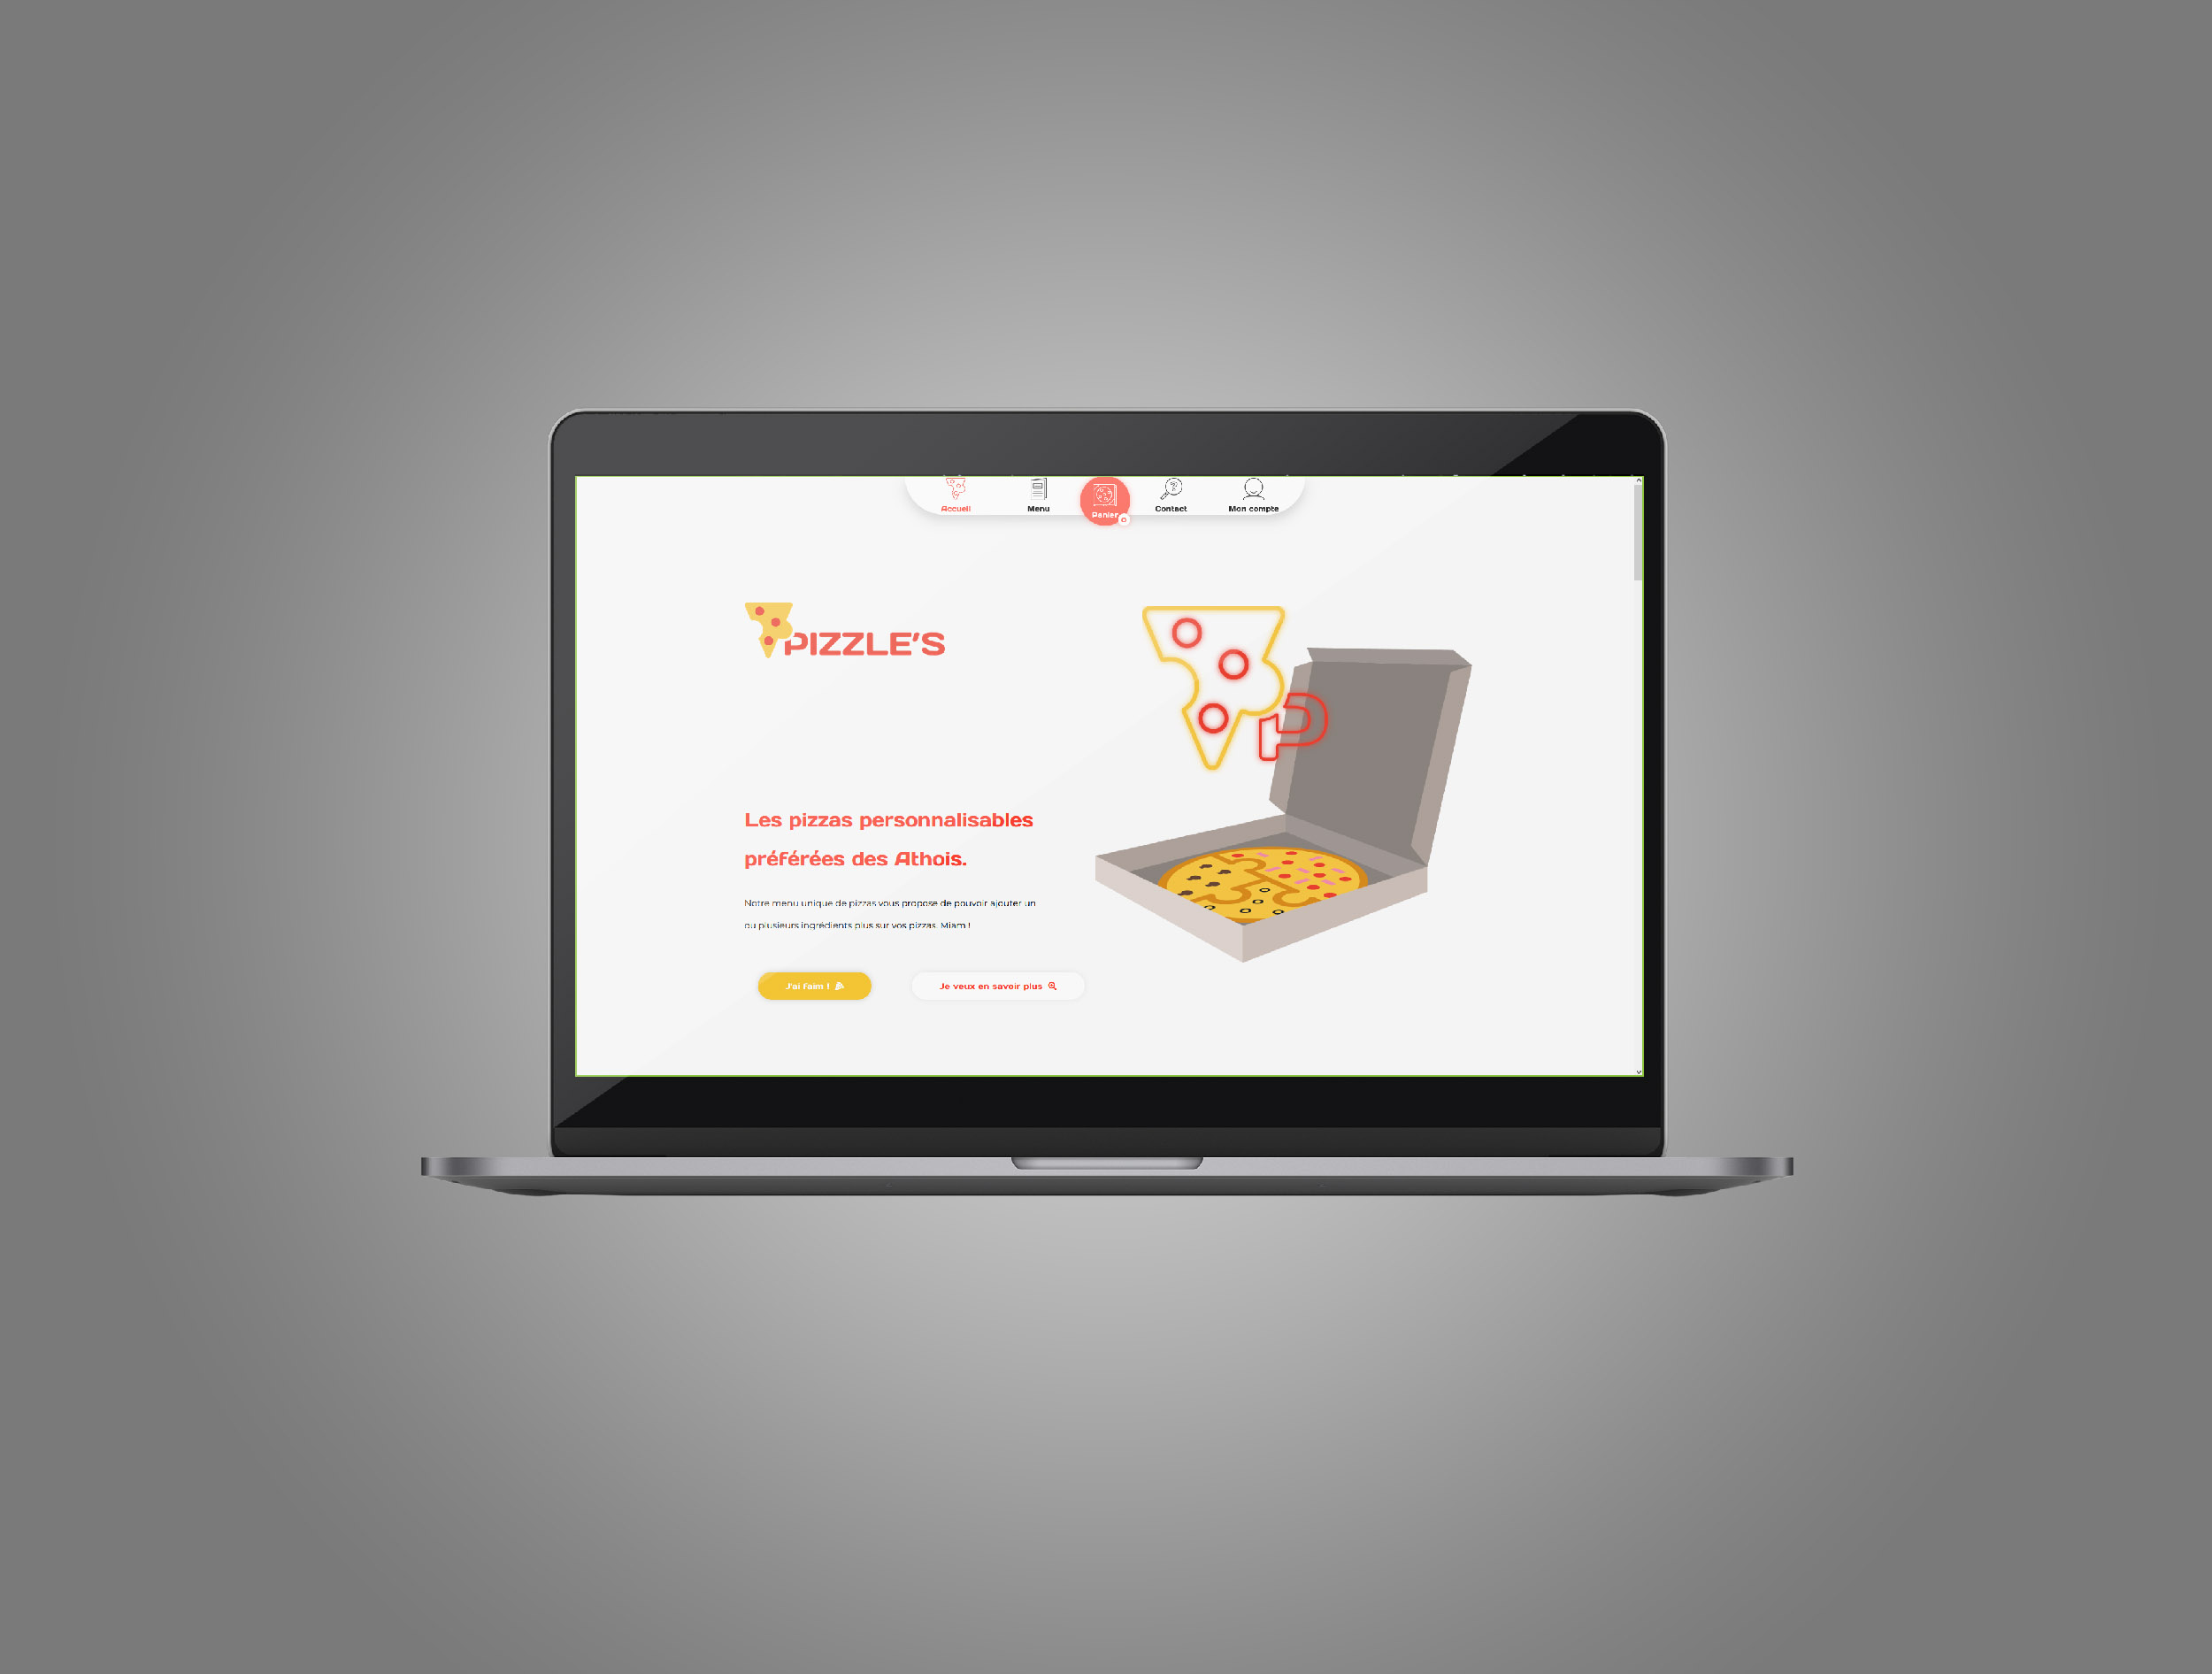 Accueil
Menu
Panier
0
Contact
Mon compte
PIZZLE'S
P
Les pizzas personnalisables
préférées des Athois.
Notre menu unique de pizzas vous propose de pouvoir ajouter un
ou plusieurs ingrédients plus sur vos pizzas. Miam !
J'ai faim !
Je veux en savoir plus